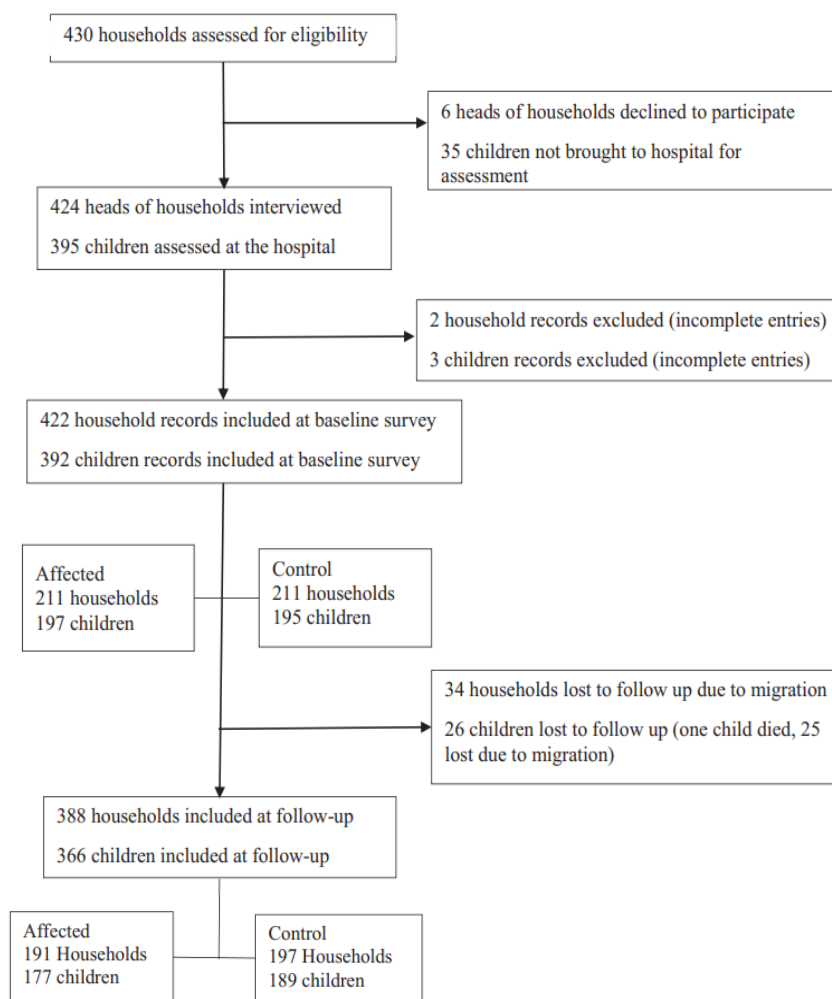 430 households assessed for eligibility
6 heads of households declined to participate
35 children not brought to hospital for
assessment
424 heads of households interviewed
395 children assessed at the hospital
2 household records excluded (incomplete entries)
3 children records excluded (incomplete entries)
422 household records included at baseline survey
392 children records included at baseline survey
Affected
211 households
197 children
Control
211 households
195 children
34 households lost to follow up due to migration
26 children lost to follow up (one child died, 25
lost due to migration)
388 households included at follow-up
366 children included at follow-up
Affected
191 Households
177 children
Control
197 Households
189 children